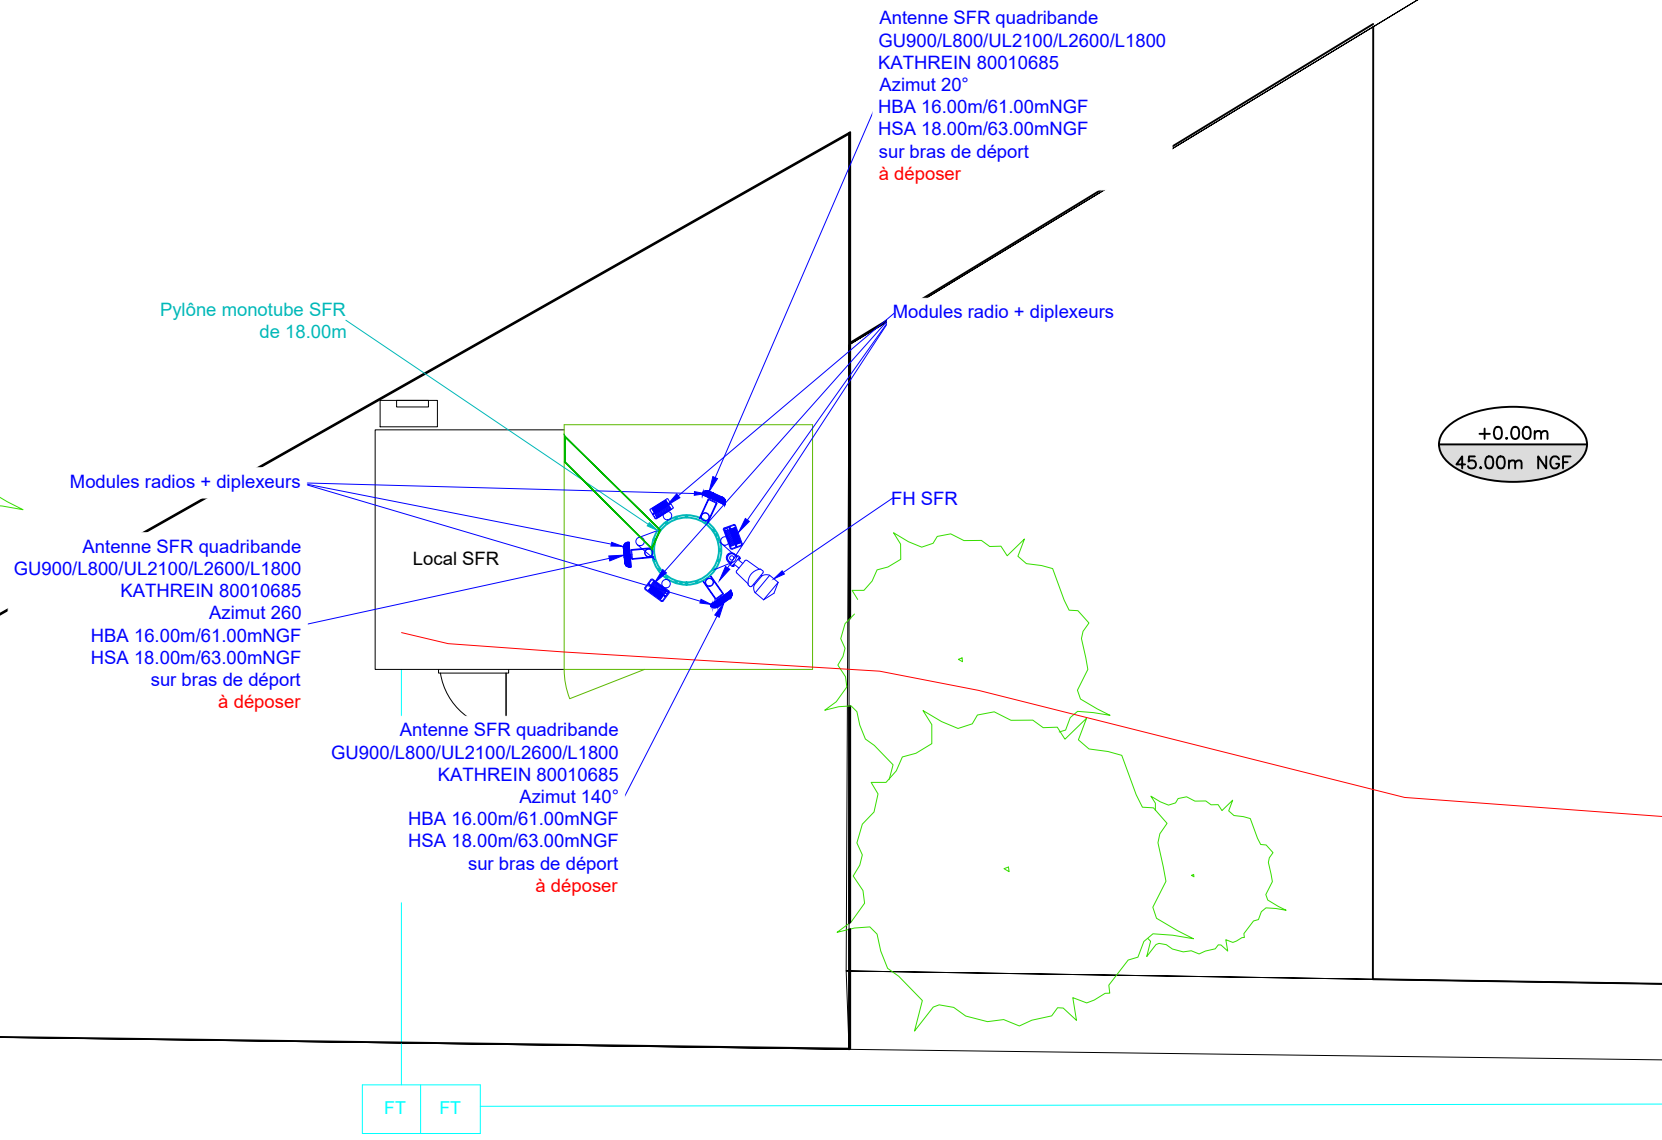 Antenne SFR quadribande
GU900/L800/UL2100/L2600/L1800
KATHREIN 80010685
Azimut 20°
HBA 16.00m/61.00mNGF
HSA 18.00m/63.00mNGF
sur bras de déport
à déposer
Pylône monotube SFR
de 18.00m
Modules radio + diplexeurs
+0.00m
45.00m NGF
Modules radios + diplexeurs
FH SFR
Antenne SFR quadribande
GU900/L800/UL2100/L2600/L1800
KATHREIN 80010685
Azimut 260
HBA 16.00m/61.00mNGF
HSA 18.00m/63.00mNGF
sur bras de déport
à déposer
Local SFR
Antenne SFR quadribande
GU900/L800/UL2100/L2600/L1800
KATHREIN 80010685
Azimut 140°
HBA 16.00m/61.00mNGF
HSA 18.00m/63.00mNGF
sur bras de déport
à déposer
FT FT